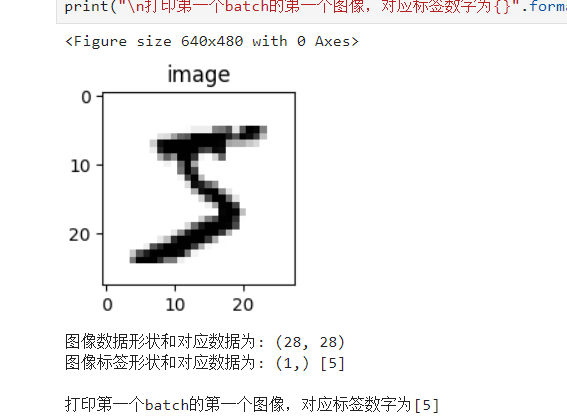 print("\n打印第一个batch的第一个图像，对应标签数字为{}".forma
<Figure size 640x480 with 0 Axes>
image
0
10
20
0 10 20
5
图像数据形状和对应数据为: (28, 28)
图像标签形状和对应数据为: (1,) [5]
打印第一个batch的第一个图像，对应标签数字为[5]